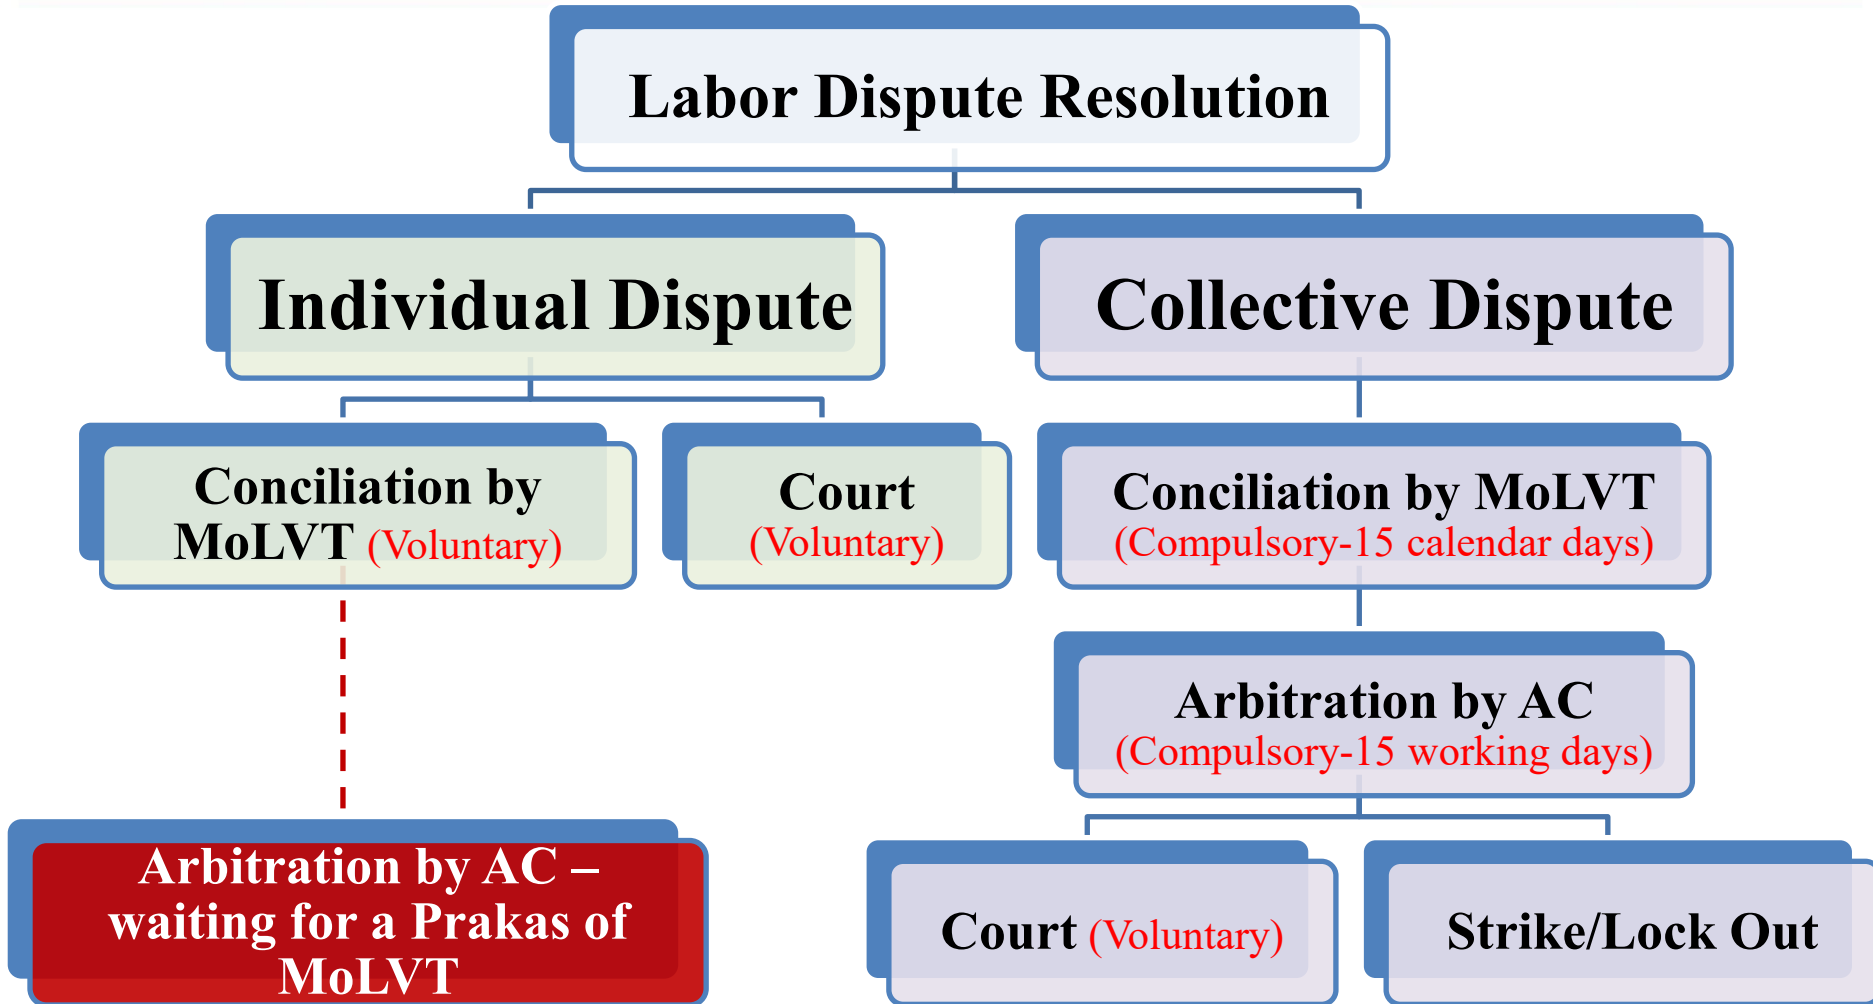 Labor Dispute Resolution
Individual Dispute
Collective Dispute
Conciliation by
MoLVT (Voluntary)
Court
(Voluntary)
Conciliation by MoLVT
(Compulsory-15 calendar days)
Arbitration by AC
(Compulsory-15 working days)
Arbitration by AC –
waiting for a Prakas of
MoLVT
Court (Voluntary)
Strike/Lock Out